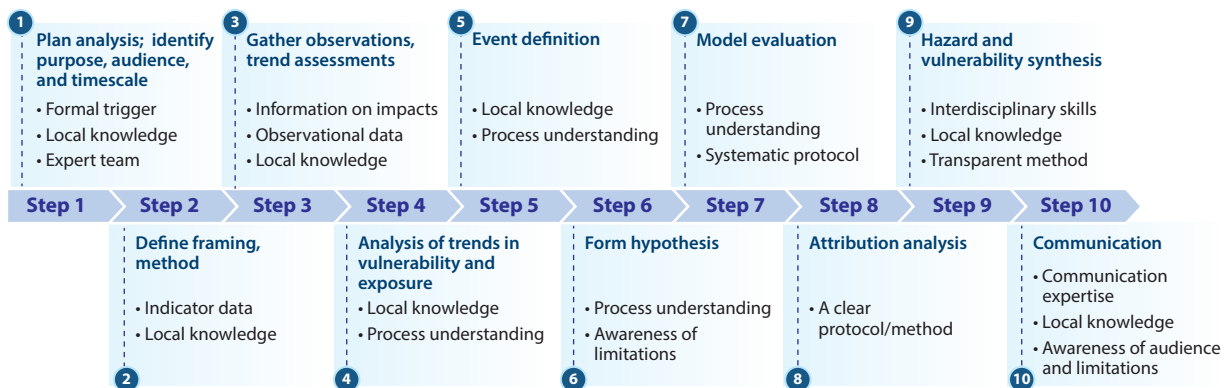 1
Plan analysis; identify
purpose, audience,
and timescale
• Formal trigger
• Local knowledge
• Expert team
3
Gather observations,
trend assessments
• Information on impacts
• Observational data
• Local knowledge
5
Event definition
• Local knowledge
• Process understanding
7
Model evaluation
• Process
understanding
• Systematic protocol
9
Hazard and
vulnerability synthesis
• Interdisciplinary skills
• Local knowledge
• Transparent method
Step 1 Step 2 Step 3 Step 4 Step 5 Step 6 Step 7 Step 8 Step 9 Step 10
Define framing,
method
• Indicator data
• Local knowledge
2
Analysis of trends in
vulnerability and
exposure
• Local knowledge
• Process understanding
4
Form hypothesis
• Process understanding
• Awareness of
limitations
6
Attribution analysis
• A clear
protocol/method
8
Communication
• Communication
expertise
• Local knowledge
• Awareness of audience
and limitations
10